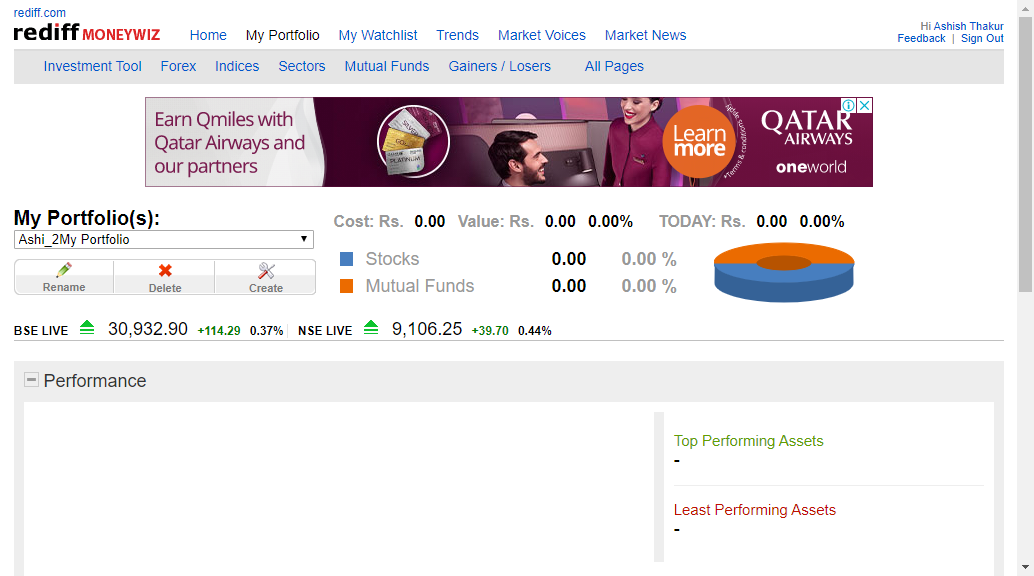 rediff.com
rediff MONEYWIZ Home My Portfolio My Watchlist Trends Market Voices Market News
Hi Ashish Thakur
Feedback | Sign Out
Investment Tool Forex Indices Sectors Mutual Funds Gainers / Losers All Pages
Earn Qmiles with
Qatar Airways and
our partners
SILVER
GOLD
PLATINUM
Learn
more
*Terms & conditions apply
QATAR
AIRWAYS
oneworld
My Portfolio(s):
Ashi_2My Portfolio
Rename Delete Create
Cost: Rs. 0.00 Value: Rs. 0.00 0.00% TODAY: Rs. 0.00 0.00%
Stocks 0.00 0.00 %
Mutual Funds 0.00 0.00 %
BSE LIVE 30,932.90 +114.29 0.37% NSE LIVE 9,106.25 +39.70 0.44%
Performance
Top Performing Assets
-
Least Performing Assets
-